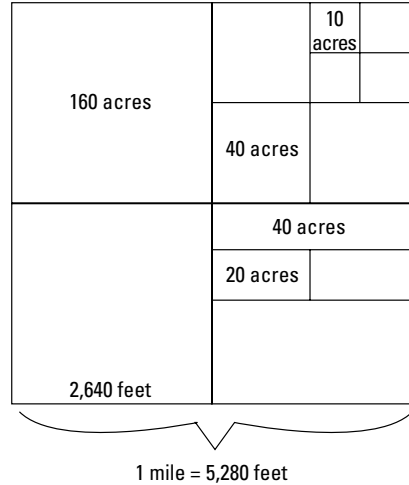 10
acres
160 acres
40 acres
40 acres
20 acres
2,640 feet
1 mile = 5,280 feet